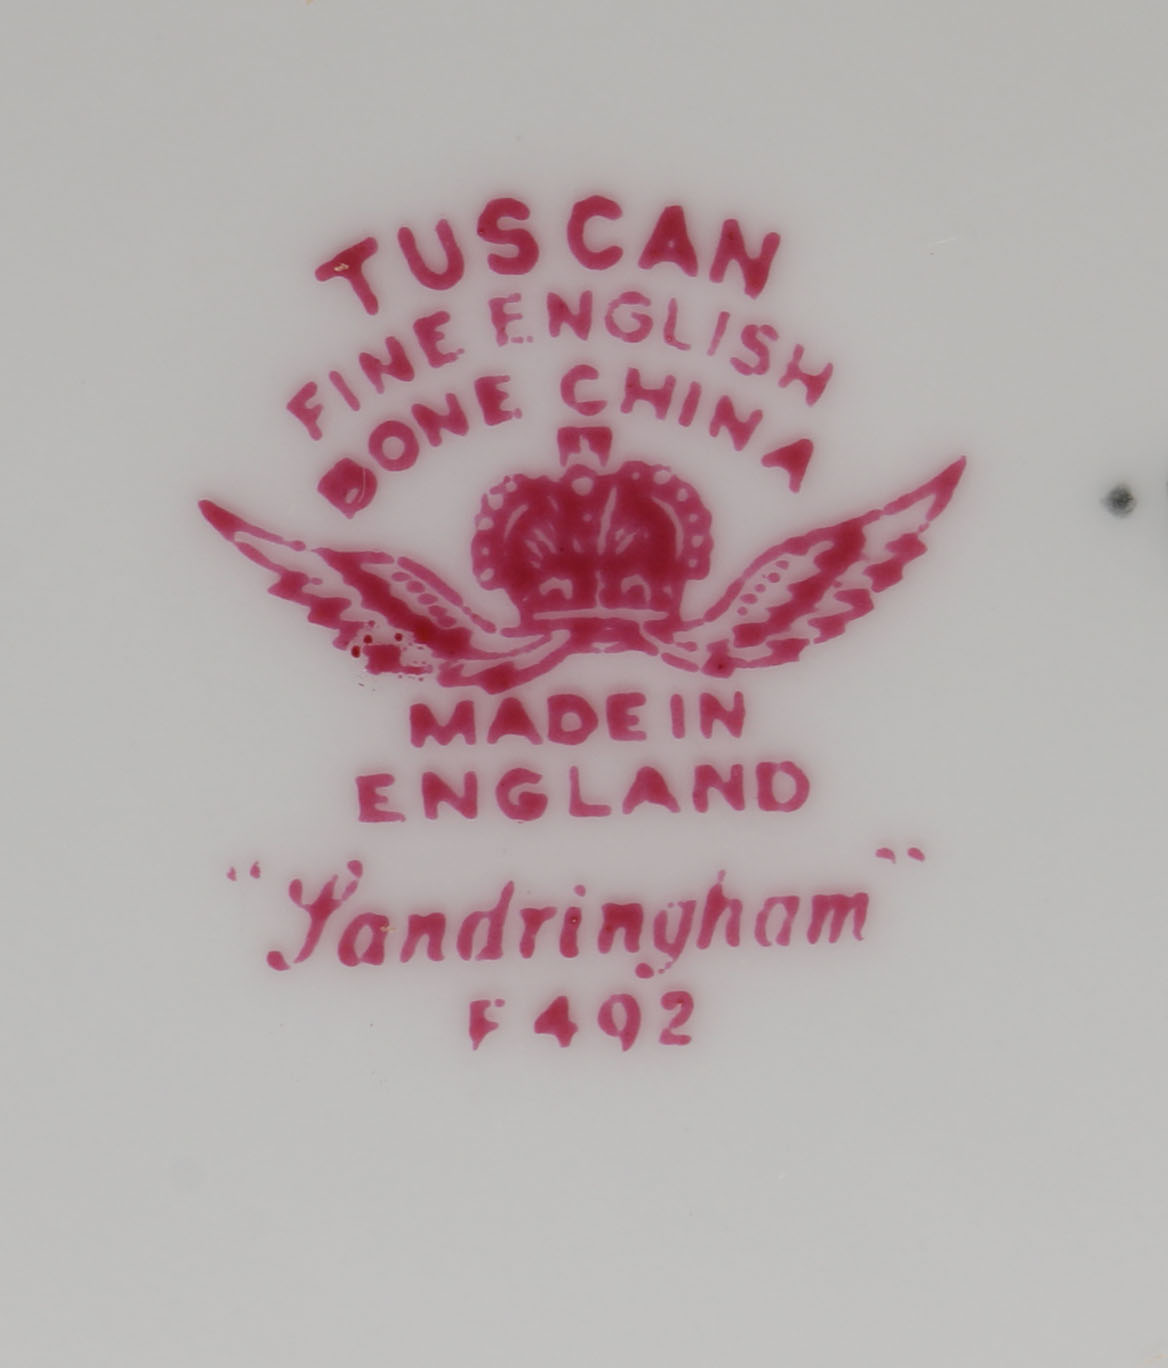 TUSCAN
FINE ENGLISH
BONE CHINA
MADE IN
ENGLAND
"Sandringham"
F 492